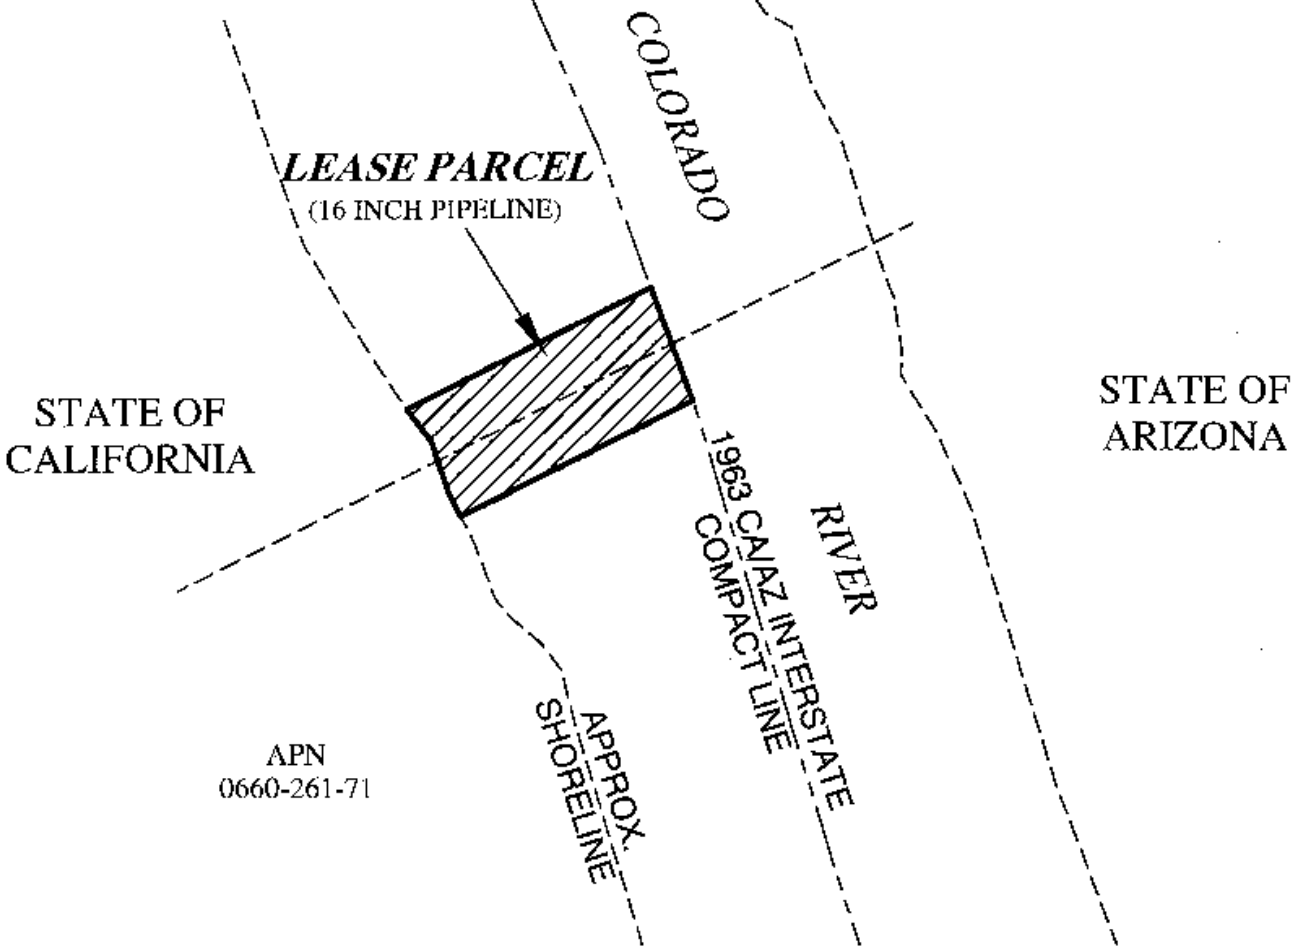 COLORADO
LEASE PARCEL
(16 INCH PIPELINE)
STATE OF
CALIFORNIA
STATE OF
ARIZONA
1963 CA/AZ INTERSTATE
COMPACT LINE
RIVER
APPROX.
SHORELINE
APN
0660-261-71